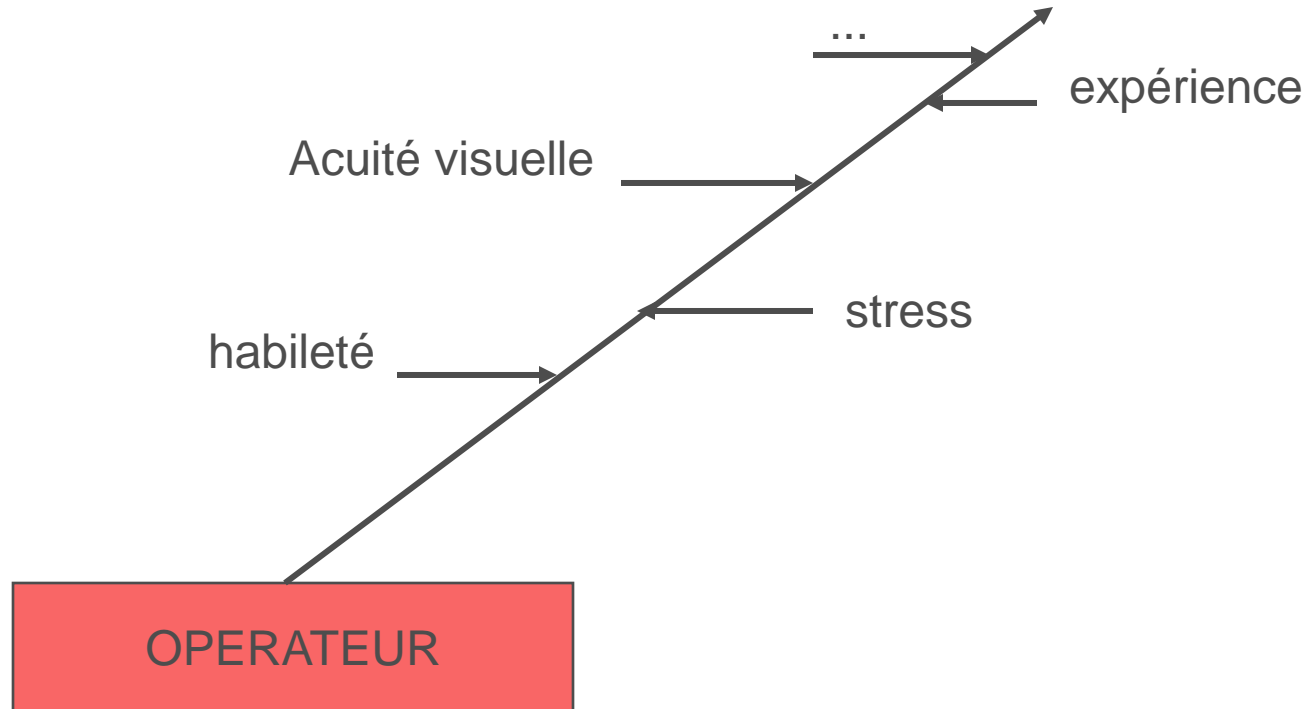 ...
expérience
Acuité visuelle
stress
habileté
OPERATEUR